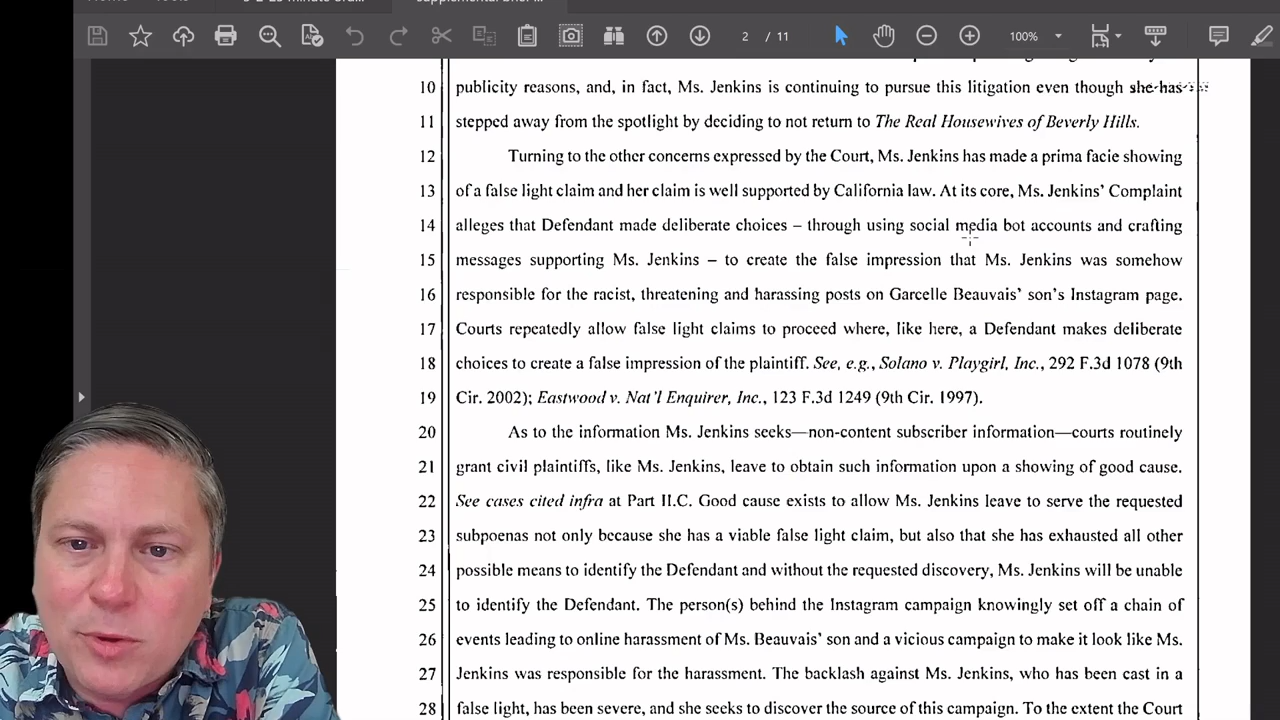 2 / 11 100%
10 publicity reasons, and, in fact, Ms. Jenkins is continuing to pursue this litigation even though she has
11 stepped away from the spotlight by deciding to not return to The Real Housewives of Beverly Hills.
12 Turning to the other concerns expressed by the Court, Ms. Jenkins has made a prima facie showing
13 of a false light claim and her claim is well supported by California law. At its core, Ms. Jenkins' Complaint
14 alleges that Defendant made deliberate choices – through using social media bot accounts and crafting
15 messages supporting Ms. Jenkins – to create the false impression that Ms. Jenkins was somehow
16 responsible for the racist, threatening and harassing posts on Garcelle Beauvais' son's Instagram page.
17 Courts repeatedly allow false light claims to proceed where, like here, a Defendant makes deliberate
18 choices to create a false impression of the plaintiff. See, e.g., Solano v. Playgirl, Inc., 292 F.3d 1078 (9th
19 Cir. 2002); Eastwood v. Nat'l Enquirer, Inc., 123 F.3d 1249 (9th Cir. 1997).
20 As to the information Ms. Jenkins seeks—non-content subscriber information—courts routinely
21 grant civil plaintiffs, like Ms. Jenkins, leave to obtain such information upon a showing of good cause.
22 See cases cited infra at Part II.C. Good cause exists to allow Ms. Jenkins leave to serve the requested
23 subpoenas not only because she has a viable false light claim, but also that she has exhausted all other
24 possible means to identify the Defendant and without the requested discovery, Ms. Jenkins will be unable
25 to identify the Defendant. The person(s) behind the Instagram campaign knowingly set off a chain of
26 events leading to online harassment of Ms. Beauvais' son and a vicious campaign to make it look like Ms.
27 Jenkins was responsible for the harassment. The backlash against Ms. Jenkins, who has been cast in a
28 false light, has been severe, and she seeks to discover the source of this campaign. To the extent the Court